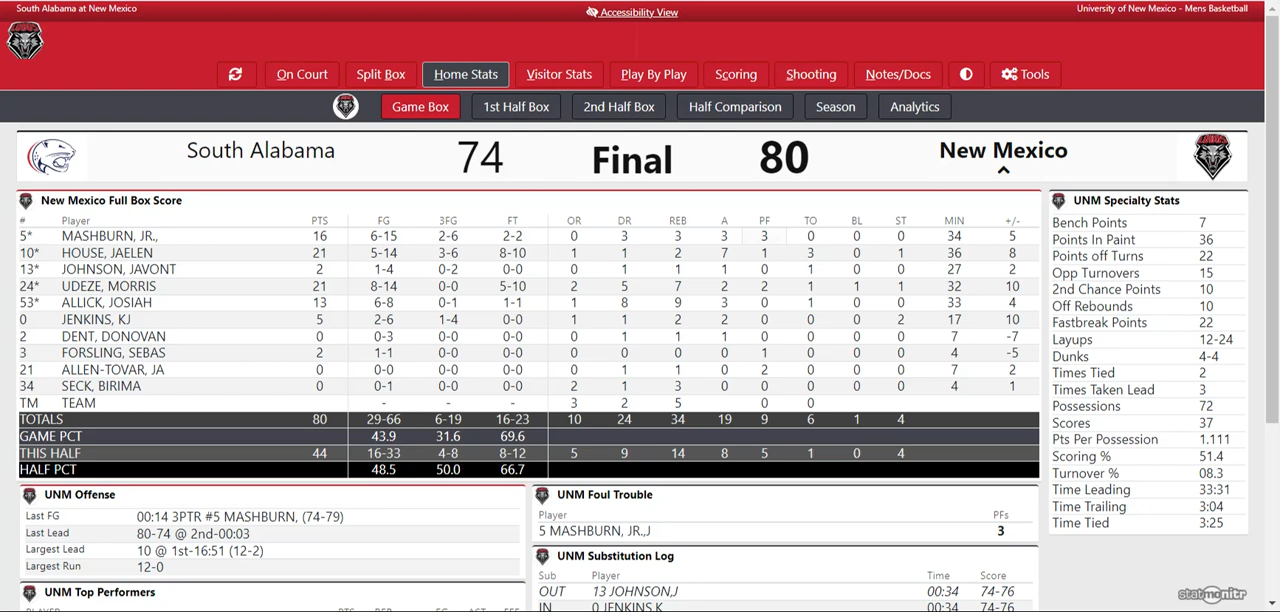 South Alabama at New Mexico
Accessibility View
University of New Mexico - Mens Basketball
On Court Split Box Home Stats Visitor Stats Play By Play Scoring Shooting Notes/Docs Tools
Game Box 1st Half Box 2nd Half Box Half Comparison Season Analytics
South Alabama 74 Final 80 New Mexico
New Mexico Full Box Score
# Player PTS FG 3FG FT OR DR REB A PF TO BL ST MIN +/-
5* MASHBURN, JR., 16 6-15 2-6 2-2 0 3 3 3 3 0 0 0 34 5
10* HOUSE, JAELEN 21 5-14 3-6 8-10 1 1 2 7 1 3 0 1 36 8
13* JOHNSON, JAVONT 2 1-4 0-2 0-0 0 1 1 1 0 1 0 0 27 2
24* UDEZE, MORRIS 21 8-14 0-0 5-10 2 5 7 2 2 1 1 1 32 10
53* ALLICK, JOSIAH 13 6-8 0-1 1-1 1 8 9 3 0 1 0 0 33 4
0 JENKINS, KJ 5 2-6 1-4 0-0 1 1 2 2 0 0 0 2 17 10
2 DENT, DONOVAN 0 0-3 0-0 0-0 0 1 1 1 0 0 0 0 7 -7
3 FORSLING, SEBAS 2 1-1 0-0 0-0 0 0 0 0 1 0 0 0 4 -5
21 ALLEN-TOVAR, JA 0 0-0 0-0 0-0 0 1 1 0 2 0 0 0 7 2
34 SECK, BIRIMA 0 0-1 0-0 0-0 2 1 3 0 0 0 0 0 4 1
TM TEAM - - - 3 2 5 0 0
TOTALS 80 29-66 6-19 16-23 10 24 34 19 9 6 1 4
GAME PCT 43.9 31.6 69.6
THIS HALF 44 16-33 4-8 8-12 5 9 14 8 5 1 0 4
HALF PCT 48.5 50.0 66.7
UNM Specialty Stats
Bench Points 7
Points In Paint 36
Points off Turns 22
Opp Turnovers 15
2nd Chance Points 10
Off Rebounds 10
Fastbreak Points 22
Layups 12-24
Dunks 4-4
Times Tied 2
Times Taken Lead 3
Possessions 72
Scores 37
Pts Per Possession 1.111
Scoring % 51.4
Turnover % 08.3
Time Leading 33:31
Time Trailing 3:04
Time Tied 3:25
UNM Offense
Last FG 00:14 3PTR #5 MASHBURN, (74-79)
Last Lead 80-74 @ 2nd-00:03
Largest Lead 10 @ 1st-16:51 (12-2)
Largest Run 12-0
UNM Foul Trouble
Player PFs
5 MASHBURN, JR.,J 3
UNM Substitution Log
Sub Player Time Score
OUT 13 JOHNSON,J 00:34 74-76
IN 0 JENKINS,K 00:34 74-76
UNM Top Performers
PLAYER PTS REB FG AST EFF
statmonitr